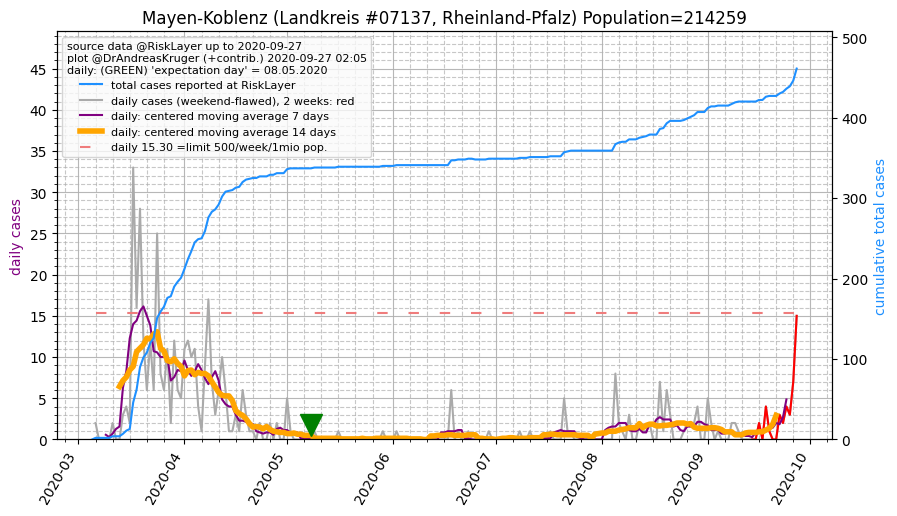 Mayen-Koblenz (Landkreis #07137, Rheinland-Pfalz) Population=214259
source data @RiskLayer up to 2020-09-27
plot @DrAndreasKruger (+contrib.) 2020-09-27 02:05
daily: (GREEN) 'expectation day' = 08.05.2020
total cases reported at RiskLayer
daily cases (weekend-flawed), 2 weeks: red
daily: centered moving average 7 days
daily: centered moving average 14 days
daily 15.30 =limit 500/week/1mio pop.
daily cases
45
40
35
30
25
20
15
10
5
0
500
400
300
200
100
0
cumulative total cases
2020-03
2020-04
2020-05
2020-06
2020-07
2020-08
2020-09
2020-10